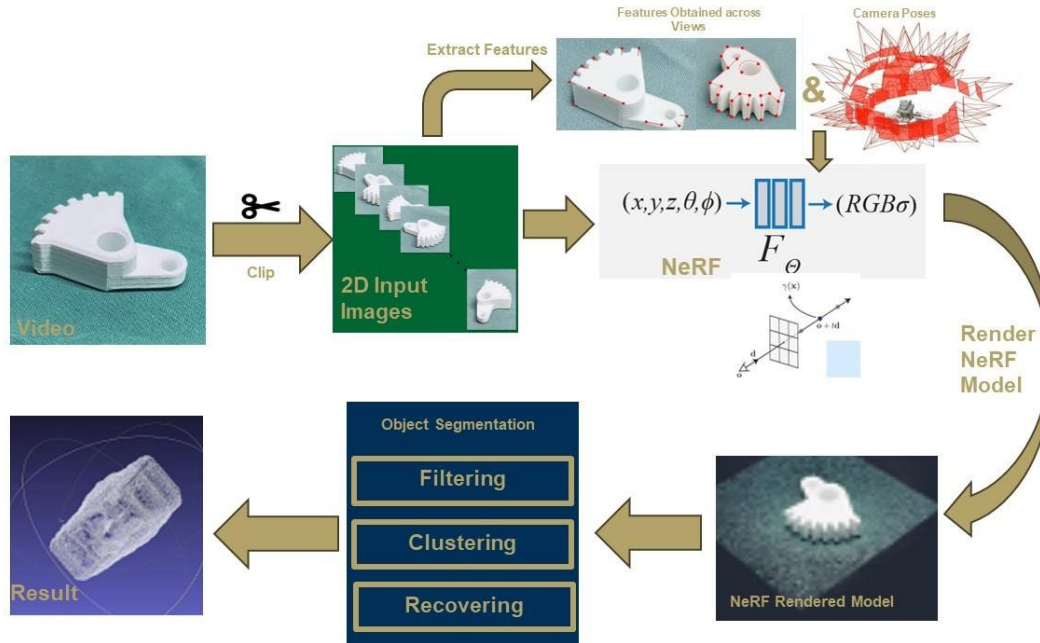 Features Obtained across
Views
Camera Poses
Extract Features
&
Video
Clip
2D Input
Images
(x,y,z,θ,ϕ)
(RGBσ)
F
Θ
NeRF
γ(x)
o + td
d
o
Render
NeRF
Model
NeRF Rendered Model
Object Segmentation
Filtering
Clustering
Recovering
Result